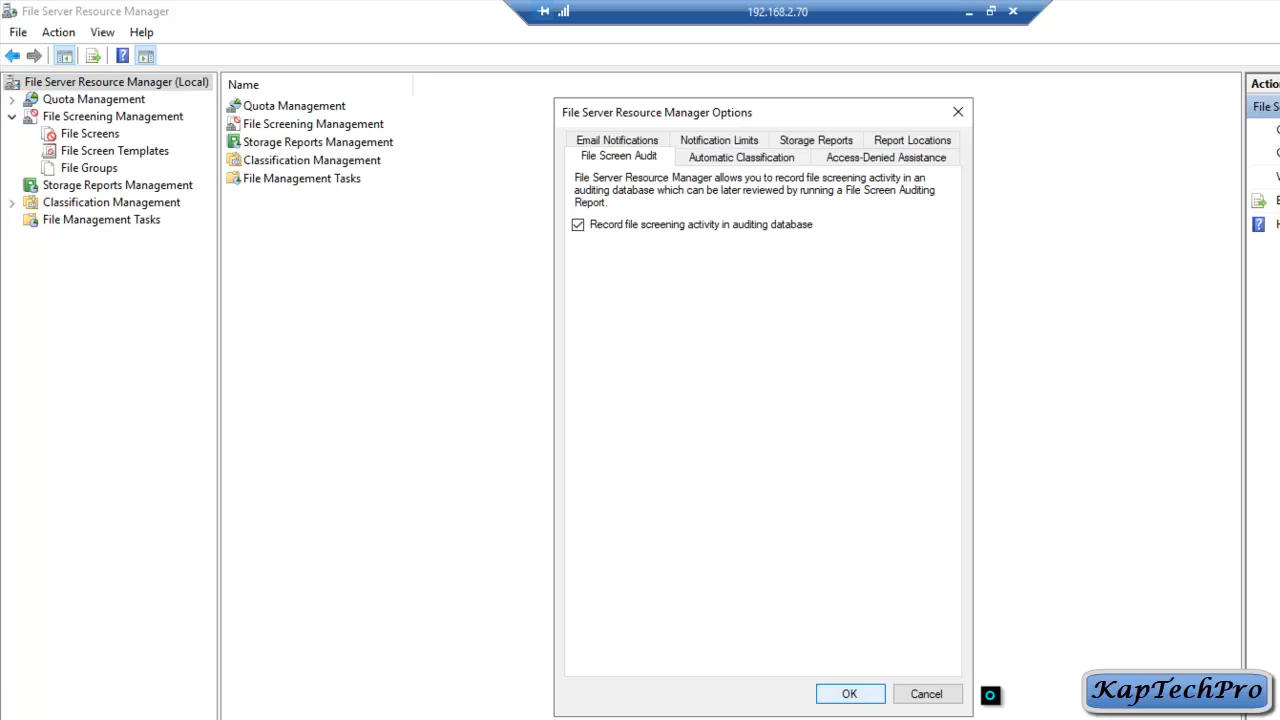 File Server Resource Manager
192.168.2.70
File Action View Help
File Server Resource Manager (Local)
Quota Management
File Screening Management
File Screens
File Screen Templates
File Groups
Storage Reports Management
Classification Management
File Management Tasks
Name
Quota Management
File Screening Management
Storage Reports Management
Classification Management
File Management Tasks
File Server Resource Manager Options
Email Notifications Notification Limits Storage Reports Report Locations
File Screen Audit Automatic Classification Access-Denied Assistance
File Server Resource Manager allows you to record file screening activity in an
auditing database which can be later reviewed by running a File Screen Auditing
Report.
Record file screening activity in auditing database
OK Cancel
Actio
File S
KapTechPro